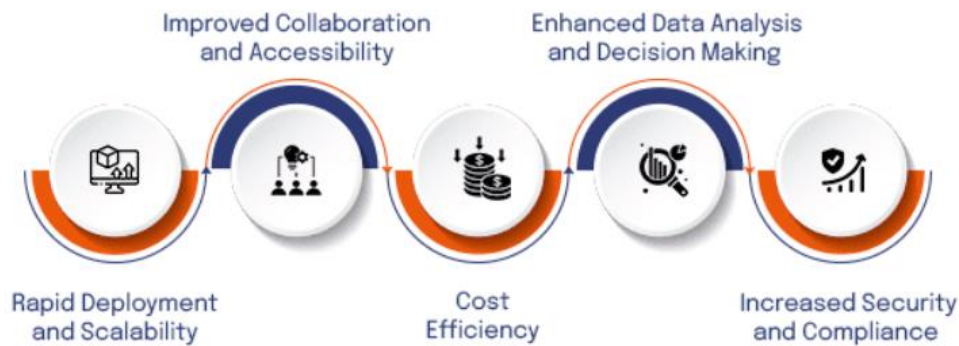 Improved Collaboration
and Accessibility
Enhanced Data Analysis
and Decision Making
Rapid Deployment
and Scalability
Cost
Efficiency
Increased Security
and Compliance